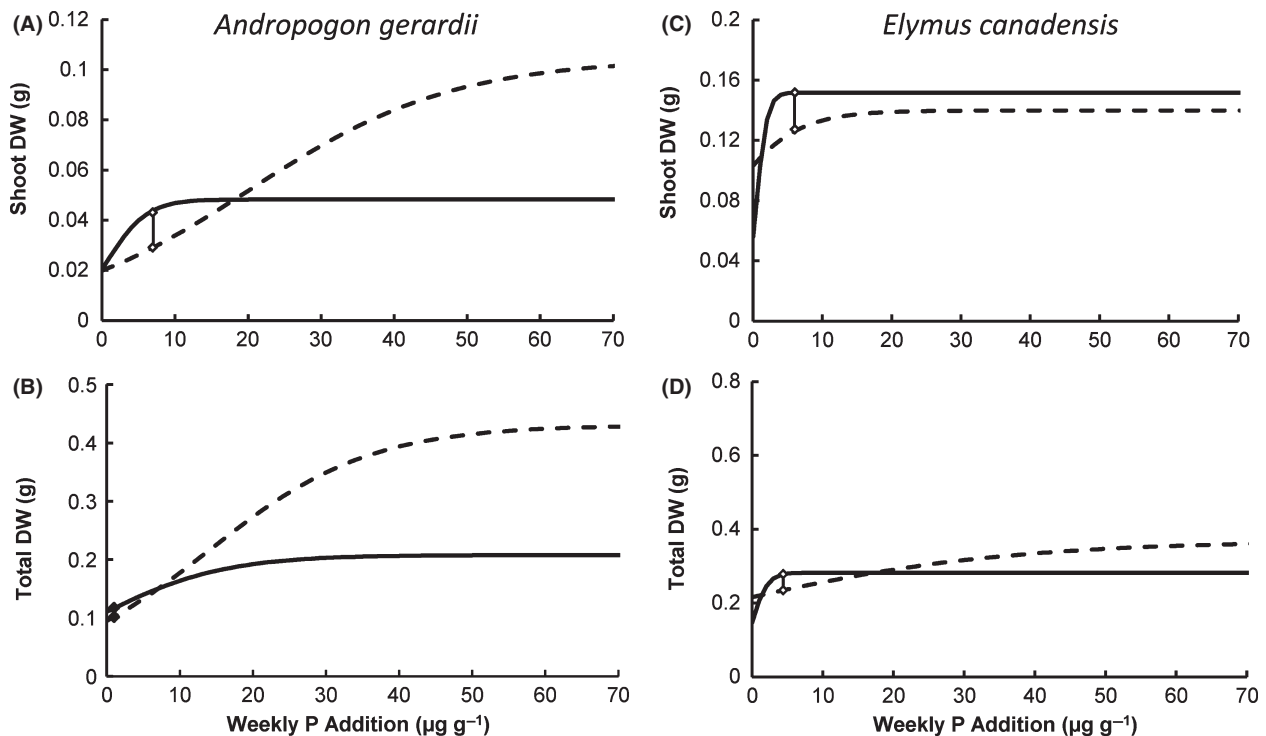 (A)
Andropogon gerardii
Shoot DW (g)
0.12
0.1
0.08
0.06
0.04
0.02
0
0 10 20 30 40 50 60 70
(C)
Elymus canadensis
Shoot DW (g)
0.2
0.16
0.12
0.08
0.04
0
0 10 20 30 40 50 60 70
(B)
Total DW (g)
0.5
0.4
0.3
0.2
0.1
0
0 10 20 30 40 50 60 70
Weekly P Addition (µg g⁻¹)
(D)
Total DW (g)
0.8
0.6
0.4
0.2
0
0 10 20 30 40 50 60 70
Weekly P Addition (µg g⁻¹)